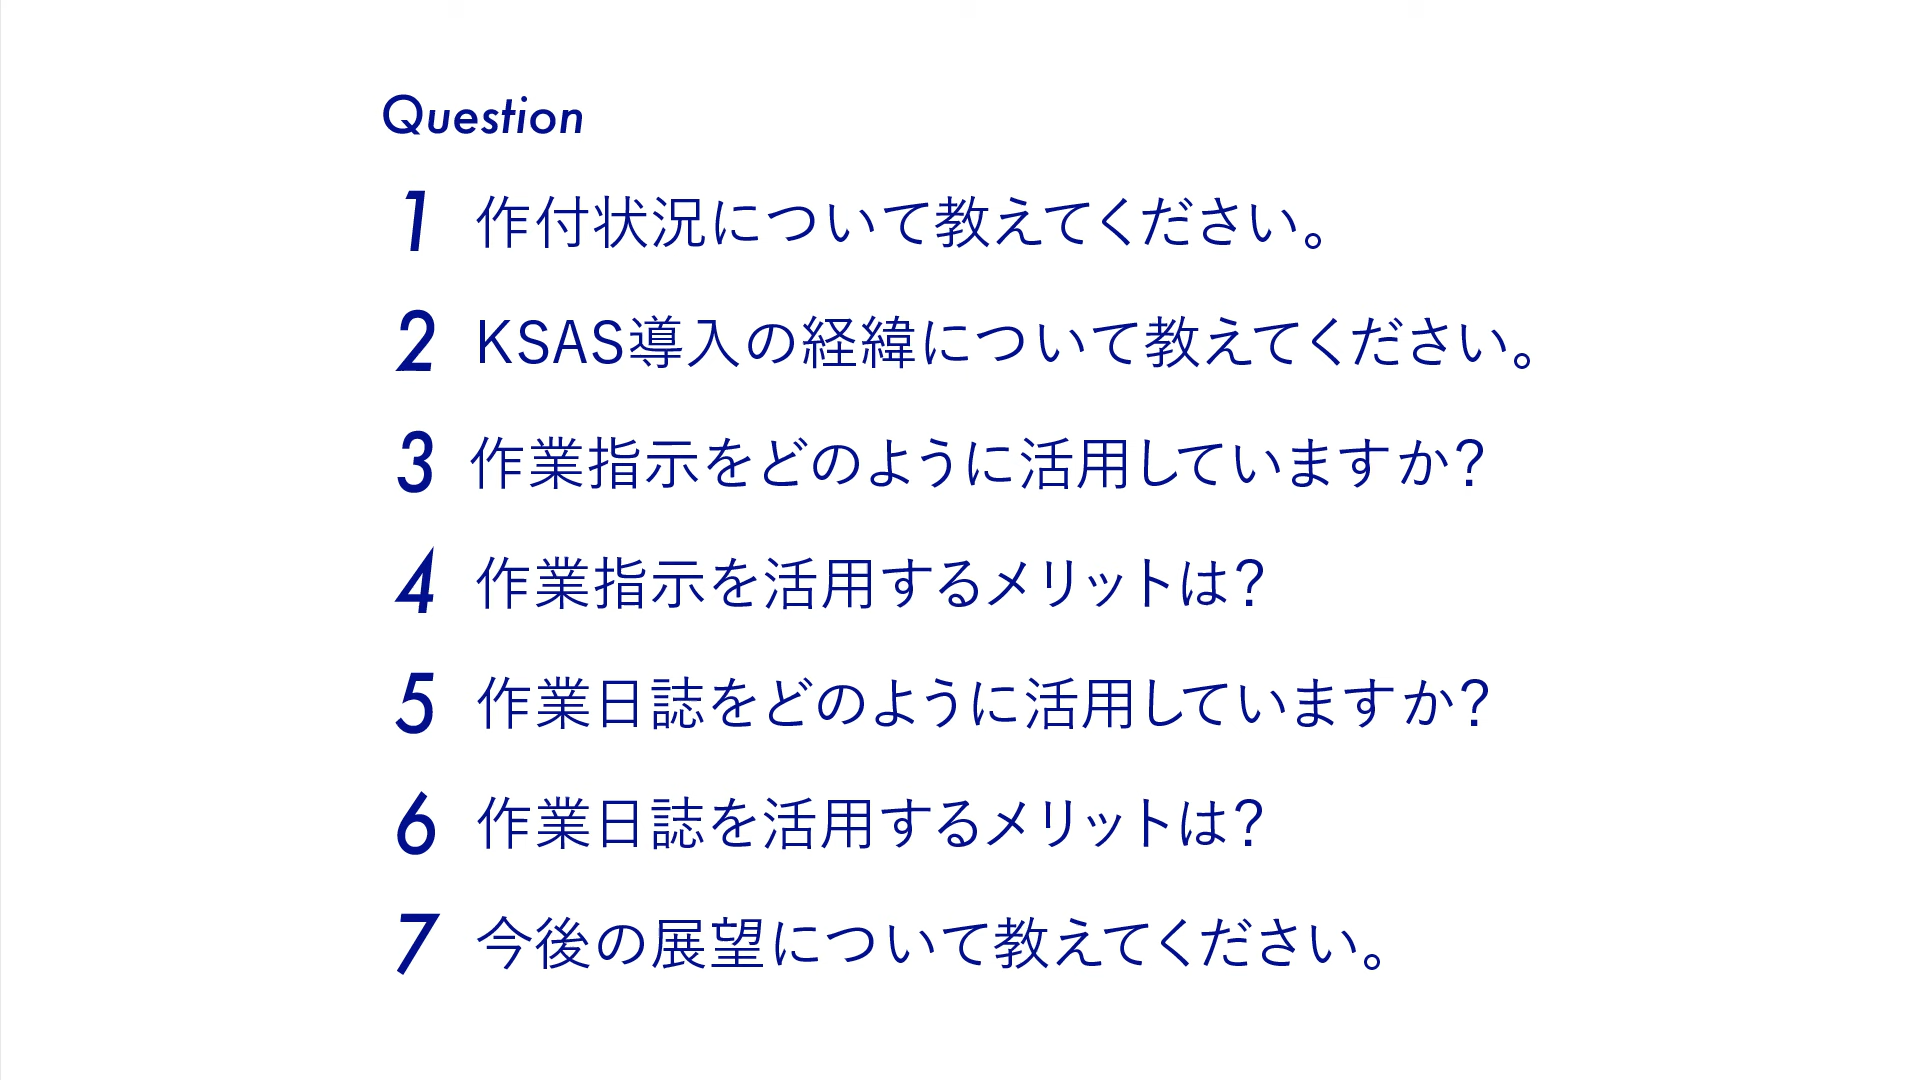 Question
1 作付状況について教えてください。
2 KSAS導入の経緯について教えてください。
3 作業指示をどのように活用していますか？
4 作業指示を活用するメリットは？
5 作業日誌をどのように活用していますか？
6 作業日誌を活用するメリットは？
7 今後の展望について教えてください。